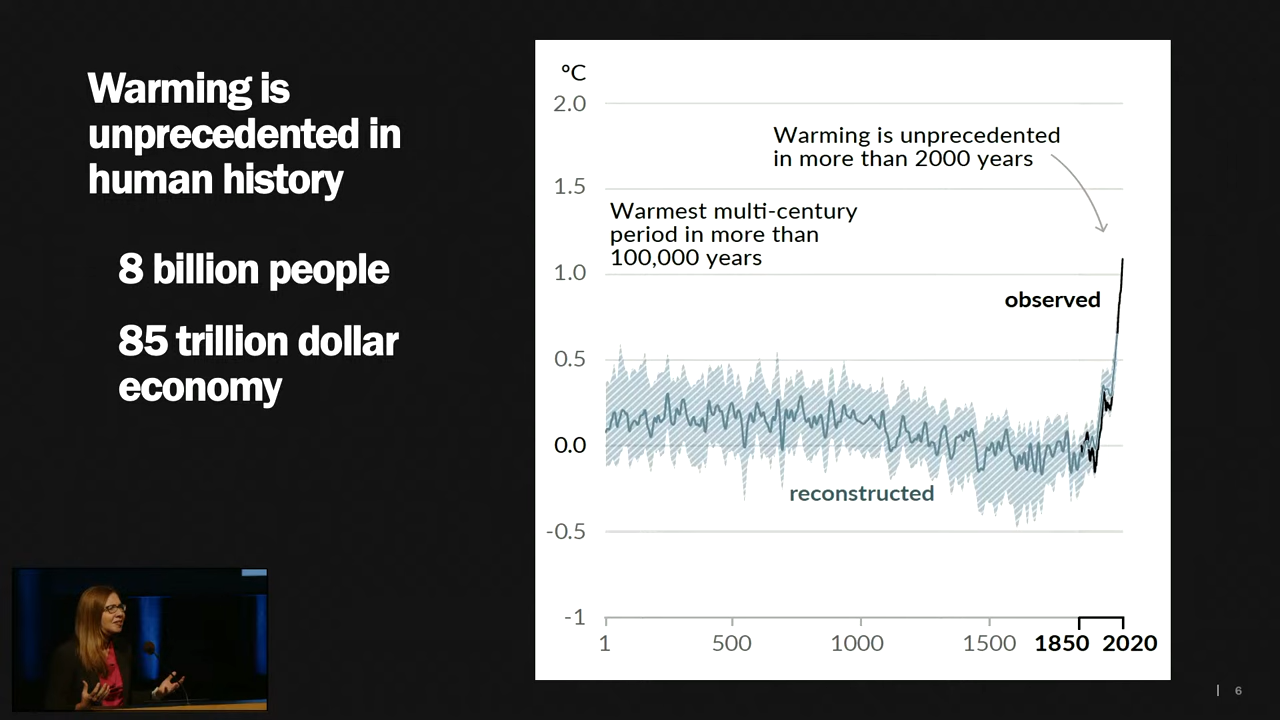 Warming is
unprecedented in
human history
8 billion people
85 trillion dollar
economy
°C
2.0
Warming is unprecedented
in more than 2000 years
1.5
Warmest multi-century
period in more than
100,000 years
1.0
observed
0.5
0.0
reconstructed
-0.5
-1
1 500 1000 1500 1850 2020
| 6